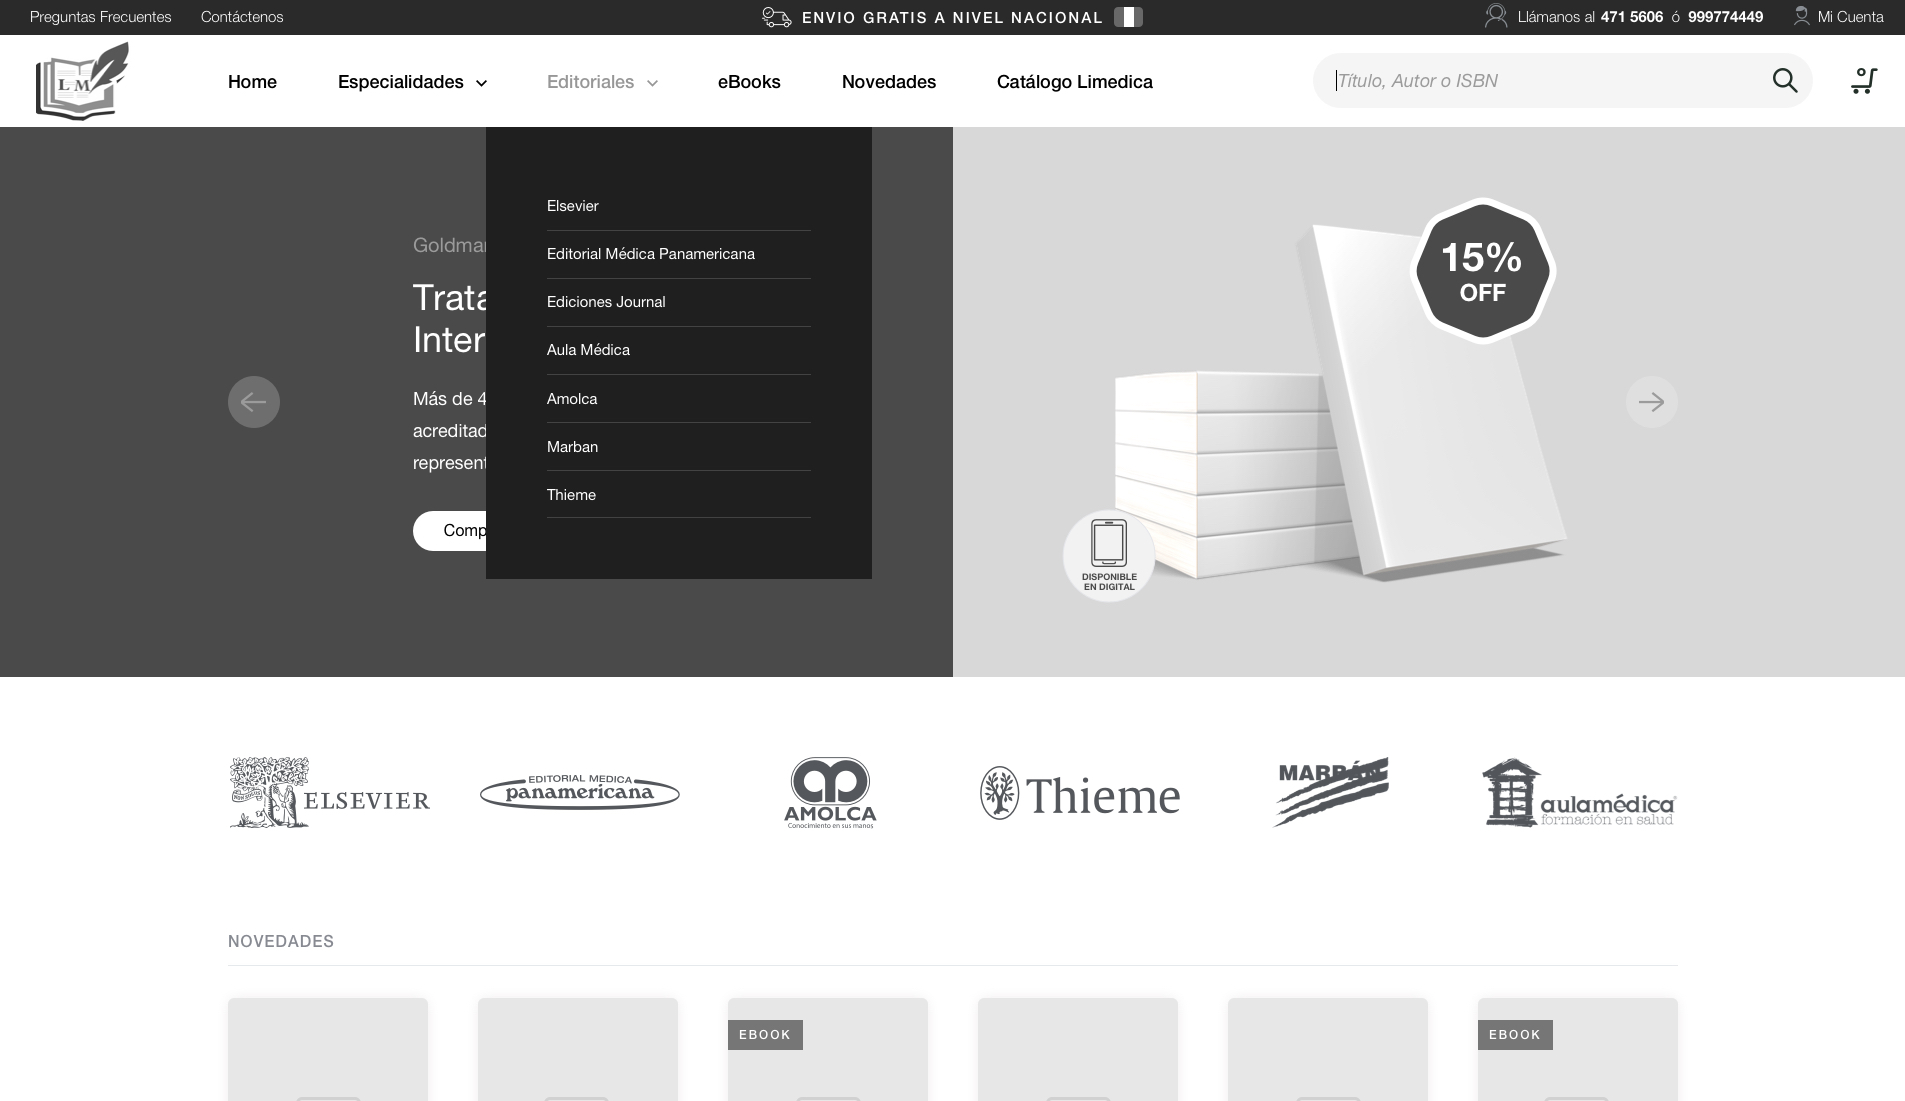 Preguntas Frecuentes
Contáctenos
ENVIO GRATIS A NIVEL NACIONAL
Llámanos al 471 5606 ó 999774449
Mi Cuenta
L M
Home
Especialidades
Editoriales
eBooks
Novedades
Catálogo Limedica
Título, Autor o ISBN
Elsevier
Editorial Médica Panamericana
Ediciones Journal
Aula Médica
Amolca
Marban
Thieme
Goldman
Trata
Inter
Más de 4
acreditad
represent
Comp
15%
OFF
DISPONIBLE
EN DIGITAL
ELSEVIER
EDITORIAL MEDICA
panamericana
AMOLCA
Conocimiento en sus manos
Thieme
MARBÁN
aulamédica
formación en salud
NOVEDADES
EBOOK
EBOOK